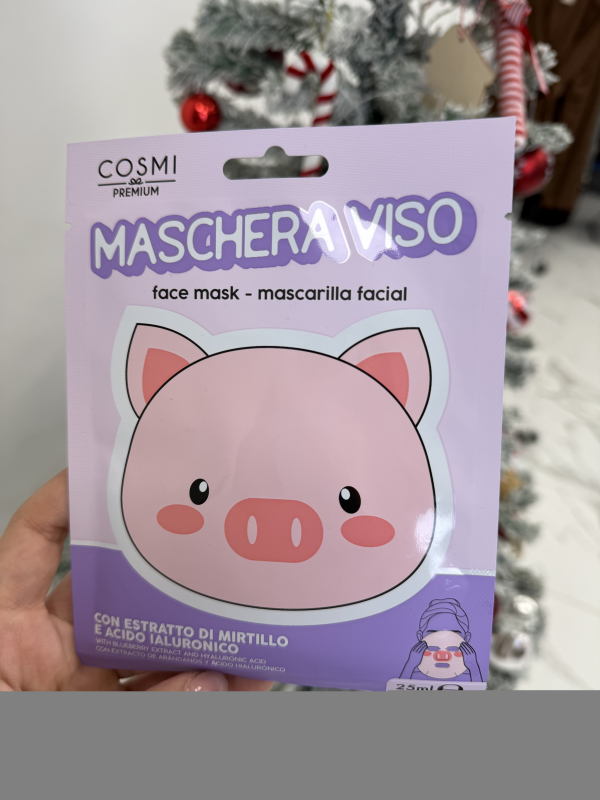 COSMI
PREMIUM
MASCHERA VISO
face mask - mascarilla facial
CON ESTRATTO DI MIRTILLO
E ACIDO IALURONICO
WITH BLUEBERRY EXTRACT AND HYALURONIC ACID
CON EXTRACTO DE ARÁNDANOS Y ÁCIDO HIALURÓNICO
25ml e